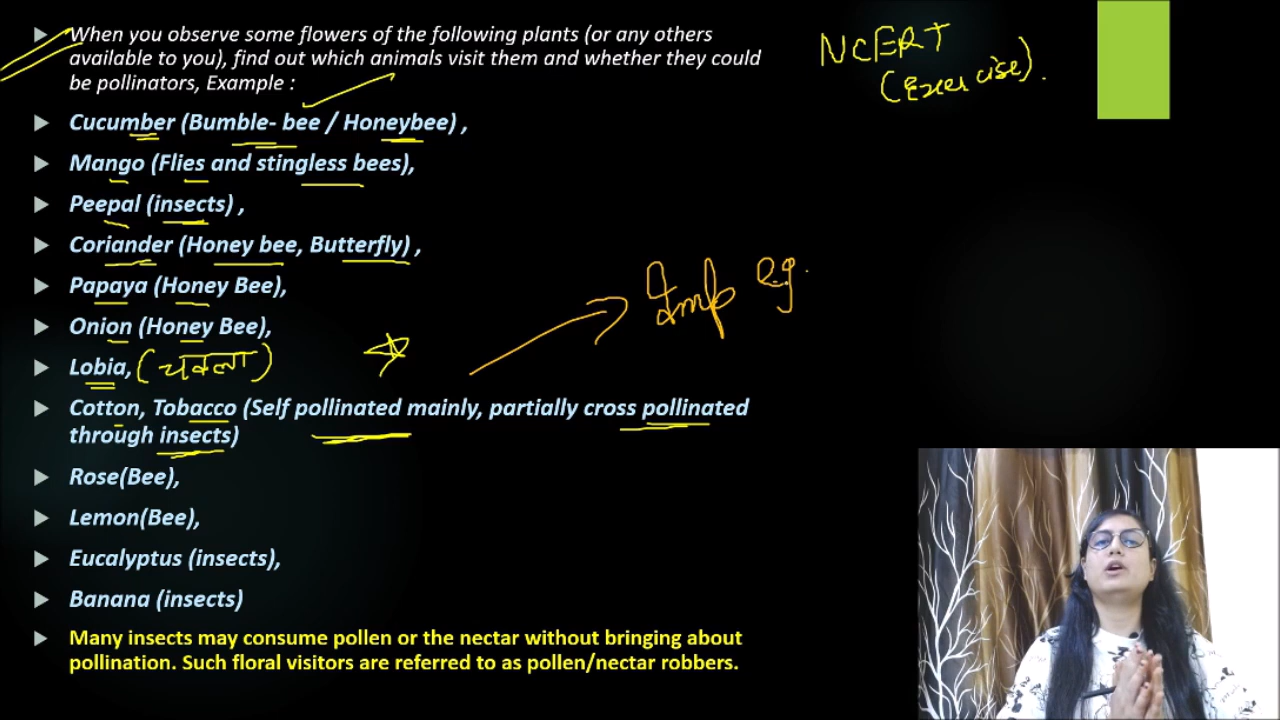 When you observe some flowers of the following plants (or any others
available to you), find out which animals visit them and whether they could
be pollinators, Example :
NCERT
(Exercise).
Cucumber (Bumble- bee / Honeybee) ,
Mango (Flies and stingless bees),
Peepal (insects) ,
Coriander (Honey bee, Butterfly) ,
Papaya (Honey Bee),
Imp eg.
Onion (Honey Bee),
Lobia, (चवला)
Cotton, Tobacco (Self pollinated mainly, partially cross pollinated
through insects)
Rose(Bee),
Lemon(Bee),
Eucalyptus (insects),
Banana (insects)
Many insects may consume pollen or the nectar without bringing about
pollination. Such floral visitors are referred to as pollen/nectar robbers.